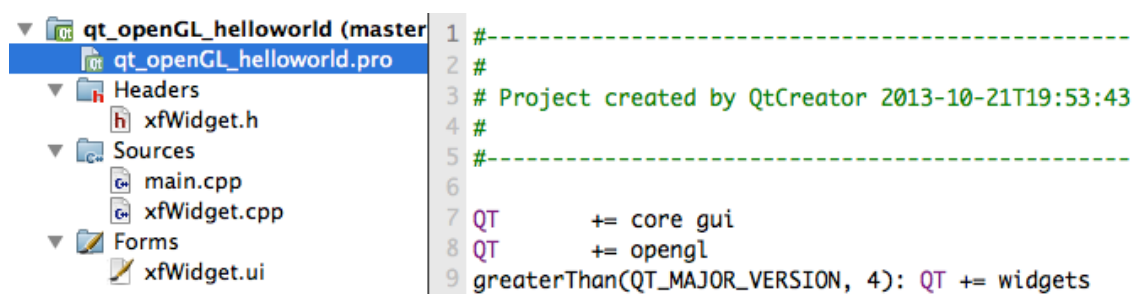 qt_openGL_helloworld (master
qt_openGL_helloworld.pro
Headers
h xfWidget.h
Sources
main.cpp
xfWidget.cpp
Forms
xfWidget.ui
1 #--------------------------------------------------
2 #
3 # Project created by QtCreator 2013-10-21T19:53:43
4 #
5 #--------------------------------------------------
6
7 QT       += core gui
8 QT       += opengl
9 greaterThan(QT_MAJOR_VERSION, 4): QT += widgets